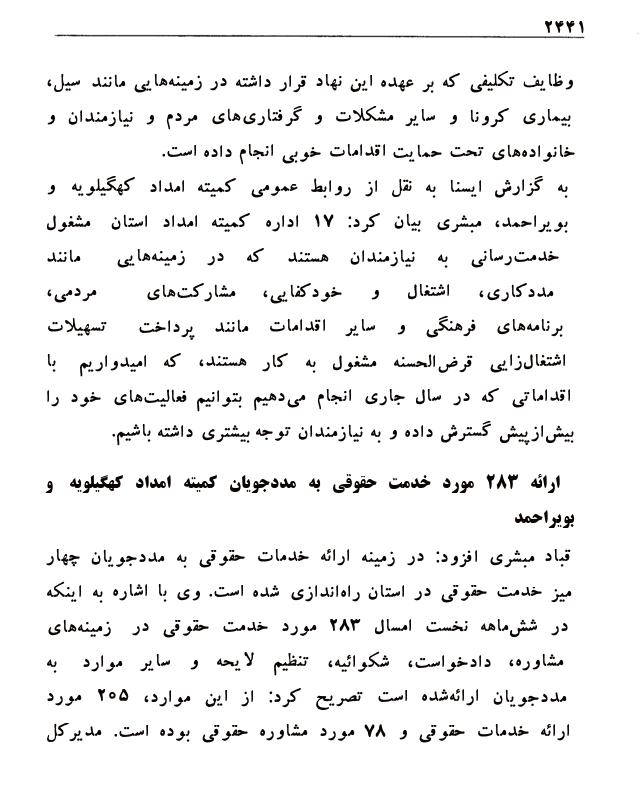 ۲۴۴۱
وظایف تکلیفی که بر عهده این نهاد قرار داشته در زمینه‌هایی مانند سیل،
بیماری کرونا و سایر مشکلات و گرفتاری‌های مردم و نیازمندان و
خانواده‌های تحت حمایت اقدامات خوبی انجام داده است.
به گزارش ایسنا به نقل از روابط عمومی کمیته امداد کهگیلویه و
بویراحمد، مبشری بیان کرد: ۱۷ اداره کمیته امداد استان مشغول
خدمت‌رسانی به نیازمندان هستند که در زمینه‌هایی مانند
مددکاری، اشتغال و خودکفایی، مشارکت‌های مردمی،
برنامه‌های فرهنگی و سایر اقدامات مانند پرداخت تسهیلات
اشتغال‌زایی قرض‌الحسنه مشغول به کار هستند، که امیدواریم با
اقداماتی که در سال جاری انجام می‌دهیم بتوانیم فعالیت‌های خود را
بیش‌ازپیش گسترش داده و به نیازمندان توجه بیشتری داشته باشیم.
ارائه ۲۸۳ مورد خدمت حقوقی به مددجویان کمیته امداد کهگیلویه و
بویراحمد
قباد مبشری افزود: در زمینه ارائه خدمات حقوقی به مددجویان چهار
میز خدمت حقوقی در استان راه‌اندازی شده است. وی با اشاره به اینکه
در شش‌ماهه نخست امسال ۲۸۳ مورد خدمت حقوقی در زمینه‌های
مشاوره، دادخواست، شکوائیه، تنظیم لایحه و سایر موارد به
مددجویان ارائه‌شده است تصریح کرد: از این موارد، ۲۰۵ مورد
ارائه خدمات حقوقی و ۷۸ مورد مشاوره حقوقی بوده است. مدیرکل